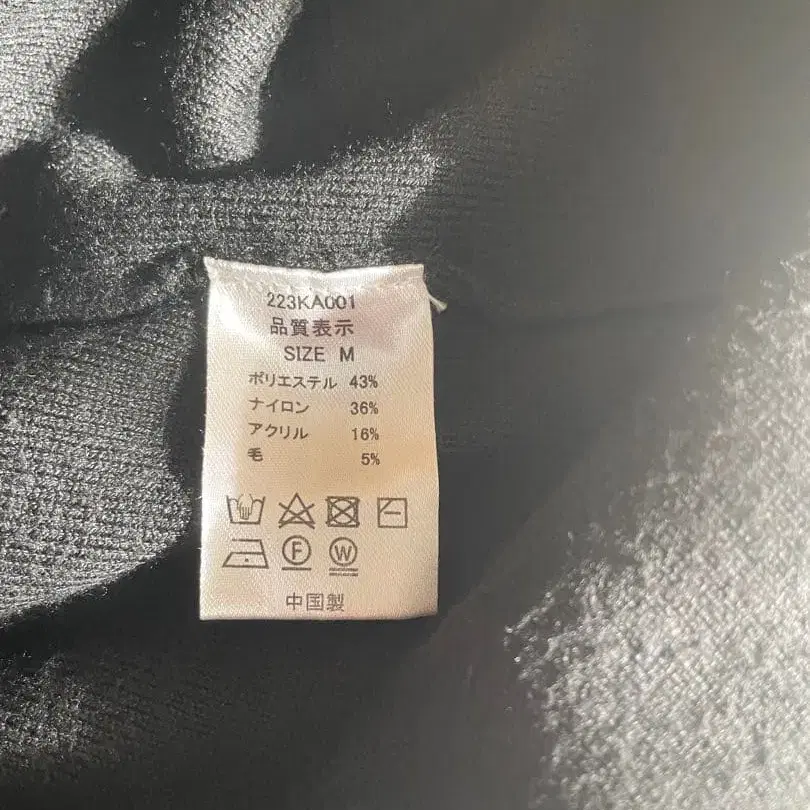 223KA001
品質表示
SIZE M
ポリエステル 43%
ナイロン 36%
アクリル 16%
毛 5%
F W
中国製